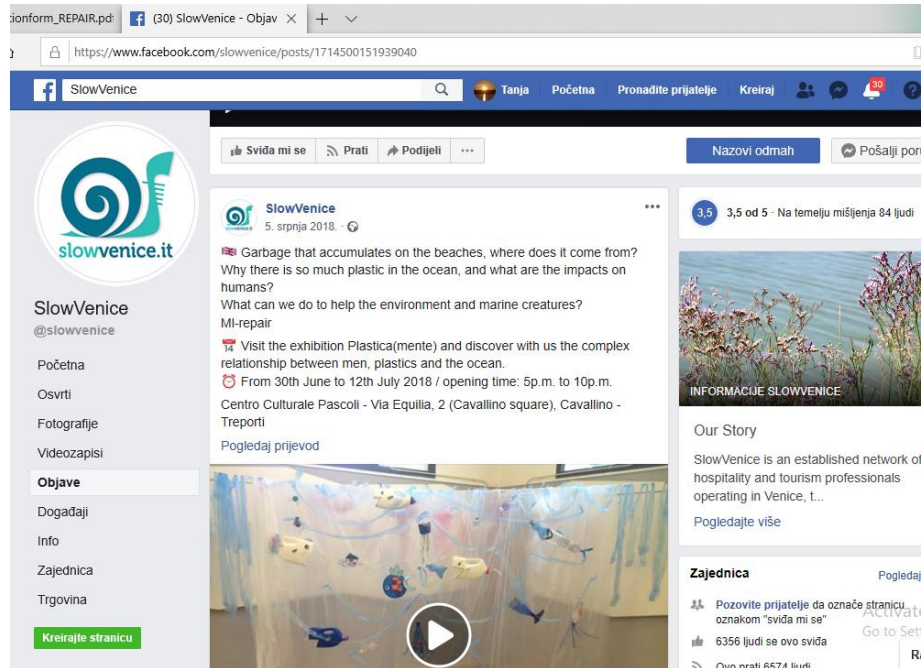 ionform_REPAIR.pdf
(30) SlowVenice - Objav
https://www.facebook.com/slowvenice/posts/1714500151939040
SlowVenice
Tanja
Početna
Pronađite prijatelje
Kreiraj
30
Sviđa mi se
Prati
Podijeli
Nazovi odmah
Pošalji
slowvenice.it
SlowVenice
@slowvenice
Početna
Osvrti
Fotografije
Videozapisi
Objave
Događaji
Info
Zajednica
Trgovina
Kreirajte stranicu
SlowVenice
5. srpnja 2018.
Garbage that accumulates on the beaches, where does it come from?
Why there is so much plastic in the ocean, and what are the impacts on
humans?
What can we do to help the environment and marine creatures?
MI-repair
14 Visit the exhibition Plastica(mente) and discover with us the complex
relationship between men, plastics and the ocean.
From 30th June to 12th July 2018 / opening time: 5p.m. to 10p.m.
Centro Culturale Pascoli - Via Equilia, 2 (Cavallino square), Cavallino -
Treporti
Pogledaj prijevod
3,5
3,5 od 5 · Na temelju mišljenja 84 ljudi
INFORMACIJE SLOWVENICE
Our Story
SlowVenice is an established network of
hospitality and tourism professionals
operating in Venice, t...
Pogledajte više
Zajednica
Pogledaj
Pozovite prijatelje da označe stranicu
oznakom "sviđa mi se"
6356 ljudi se ovo sviđa
Ovo prati 6574 ljudi
Activate
Go to Set